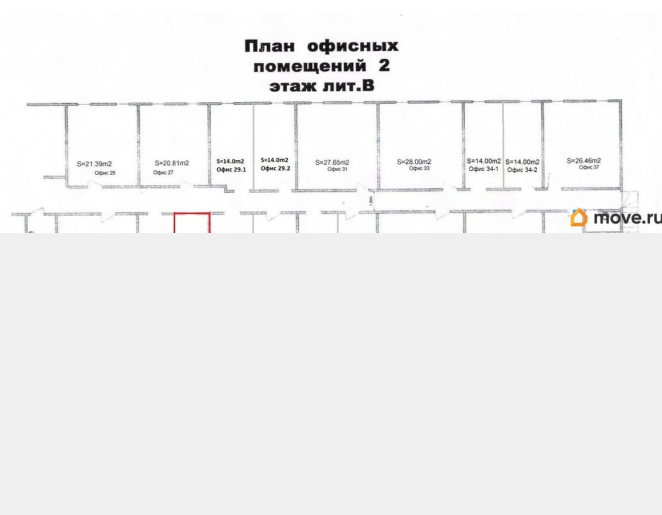 План офисных
помещений 2
этаж лит.В
S=21.39m2
Офис 25
S=20.81m2
Офис 27
S=14.0m2
Офис 29.1
S=14.0m2
Офис 29.2
S=27.65m2
Офис 31
S=28.00m2
Офис 33
S=14.00m2
Офис 34-1
S=14.00m2
Офис 34-2
S=26.46m2
Офис 37
move.ru